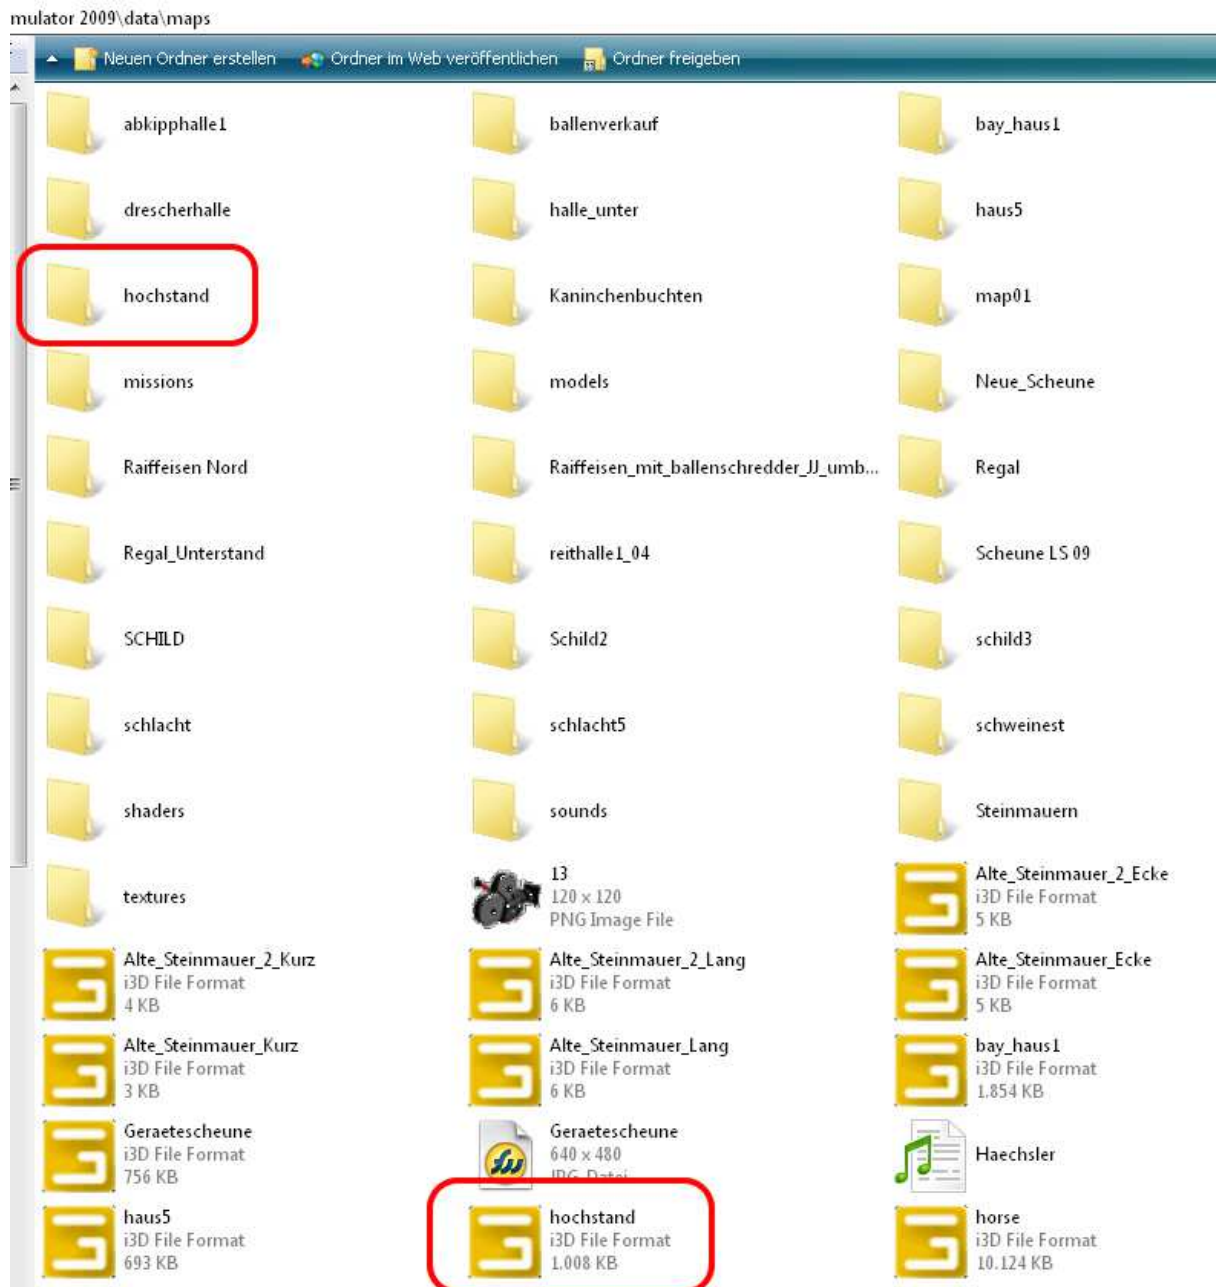 mulator 2009\data\maps
Neuen Ordner erstellen Ordner im Web veröffentlichen Ordner freigeben
abkipphalle1 ballenverkauf bay_haus1
drescherhalle halle_unter haus5
hochstand Kaninchenbuchten map01
missions models Neue_Scheune
Raiffeisen Nord Raiffeisen_mit_ballenschredder_JJ_umb... Regal
Regal_Unterstand reithalle1_04 Scheune LS 09
SCHILD Schild2 schild3
schlacht schlacht5 schweinest
shaders sounds Steinmauern
textures
13
120 x 120
PNG Image File
Alte_Steinmauer_2_Ecke
i3D File Format
5 KB
Alte_Steinmauer_2_Kurz
i3D File Format
4 KB
Alte_Steinmauer_2_Lang
i3D File Format
6 KB
Alte_Steinmauer_Ecke
i3D File Format
5 KB
Alte_Steinmauer_Kurz
i3D File Format
3 KB
Alte_Steinmauer_Lang
i3D File Format
6 KB
bay_haus1
i3D File Format
1.854 KB
Geraetescheune
i3D File Format
756 KB
Geraetescheune
640 x 480
JPG-Datei
Haechsler
haus5
i3D File Format
693 KB
hochstand
i3D File Format
1.008 KB
horse
i3D File Format
10.124 KB